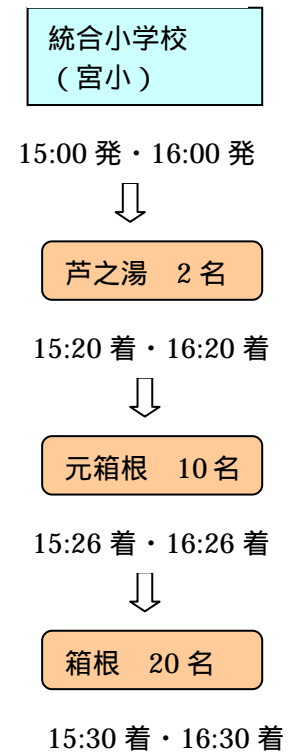 統合小学校
（宮小）
15:00 発・16:00 発
芦之湯　2 名
15:20 着・16:20 着
元箱根　10 名
15:26 着・16:26 着
箱根　20 名
15:30 着・16:30 着